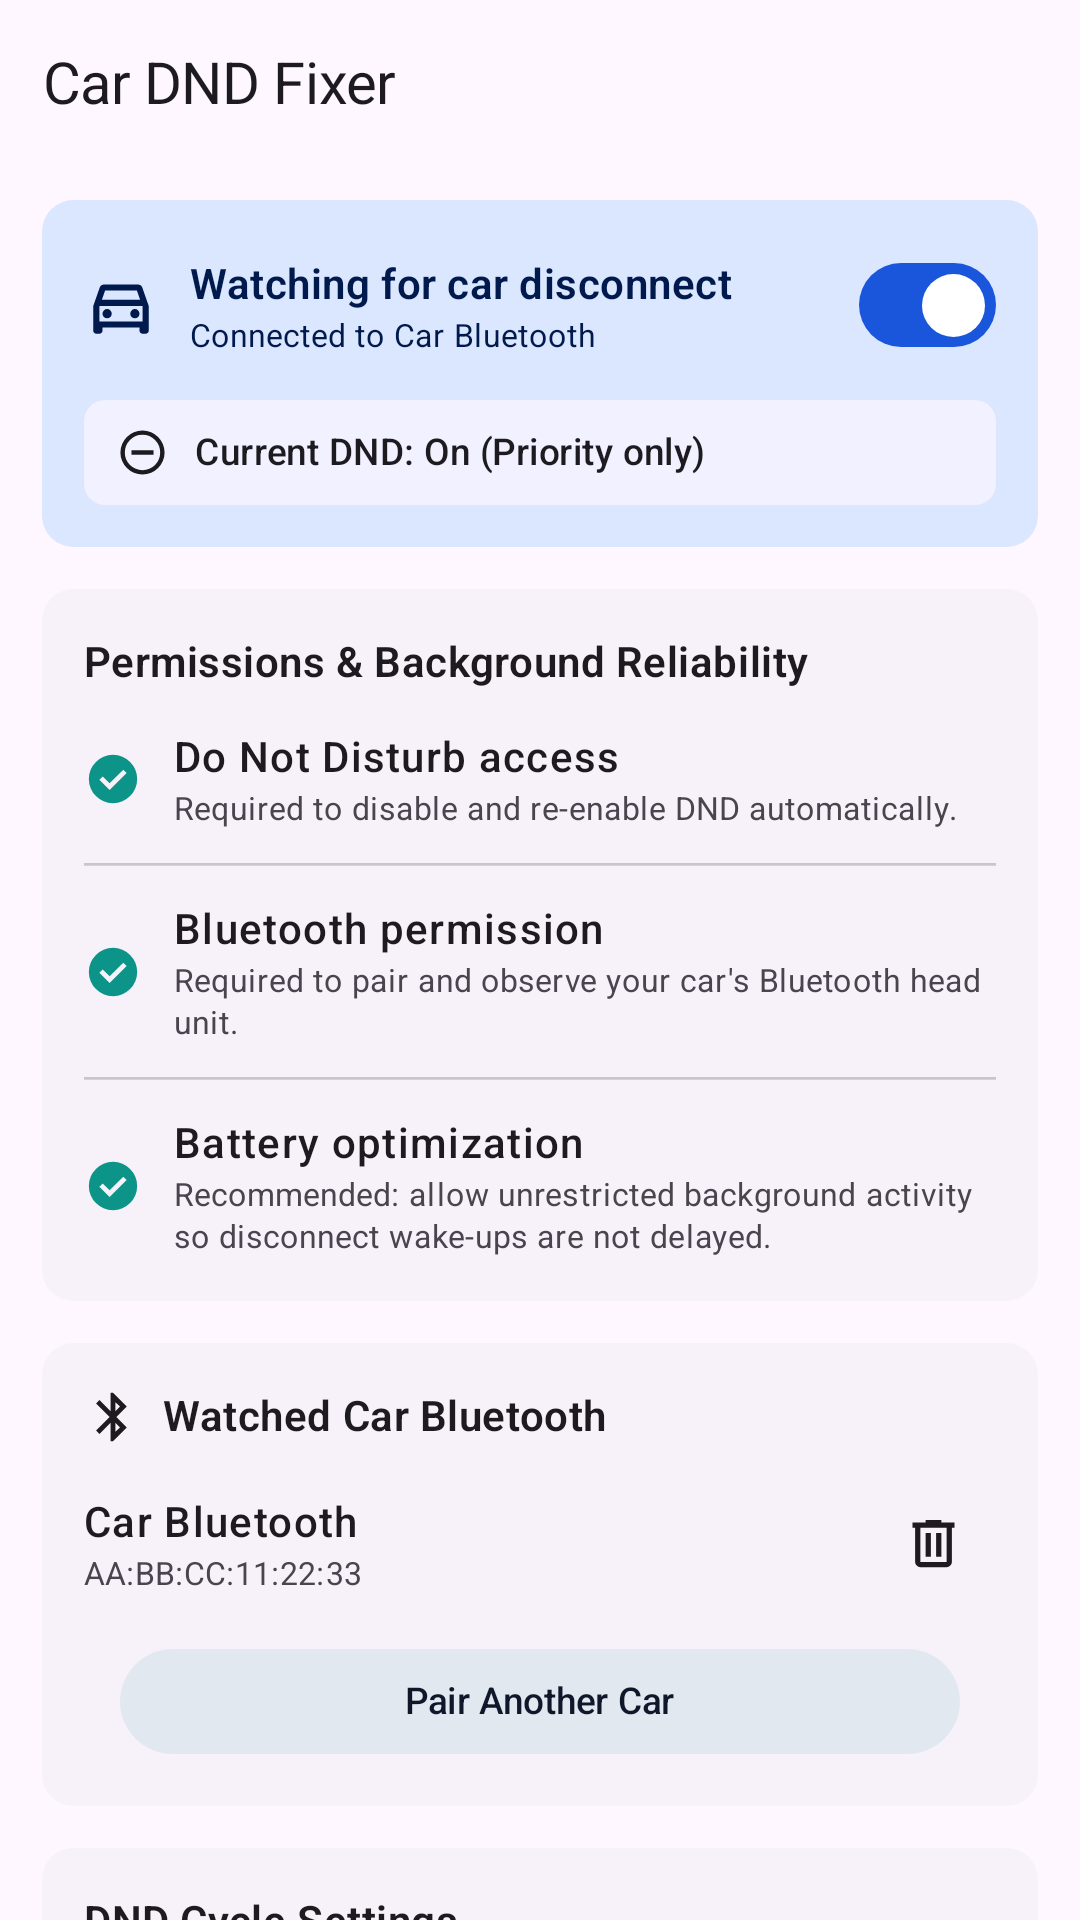 Car DND Fixer
Watching for car disconnect
Connected to Car Bluetooth
Current DND: On (Priority only)
Permissions & Background Reliability
Do Not Disturb access
Required to disable and re-enable DND automatically.
Bluetooth permission
Required to pair and observe your car's Bluetooth head
unit.
Battery optimization
Recommended: allow unrestricted background activity
so disconnect wake-ups are not delayed.
Watched Car Bluetooth
Car Bluetooth
AA:BB:CC:11:22:33
Pair Another Car
DND Cycle Settings